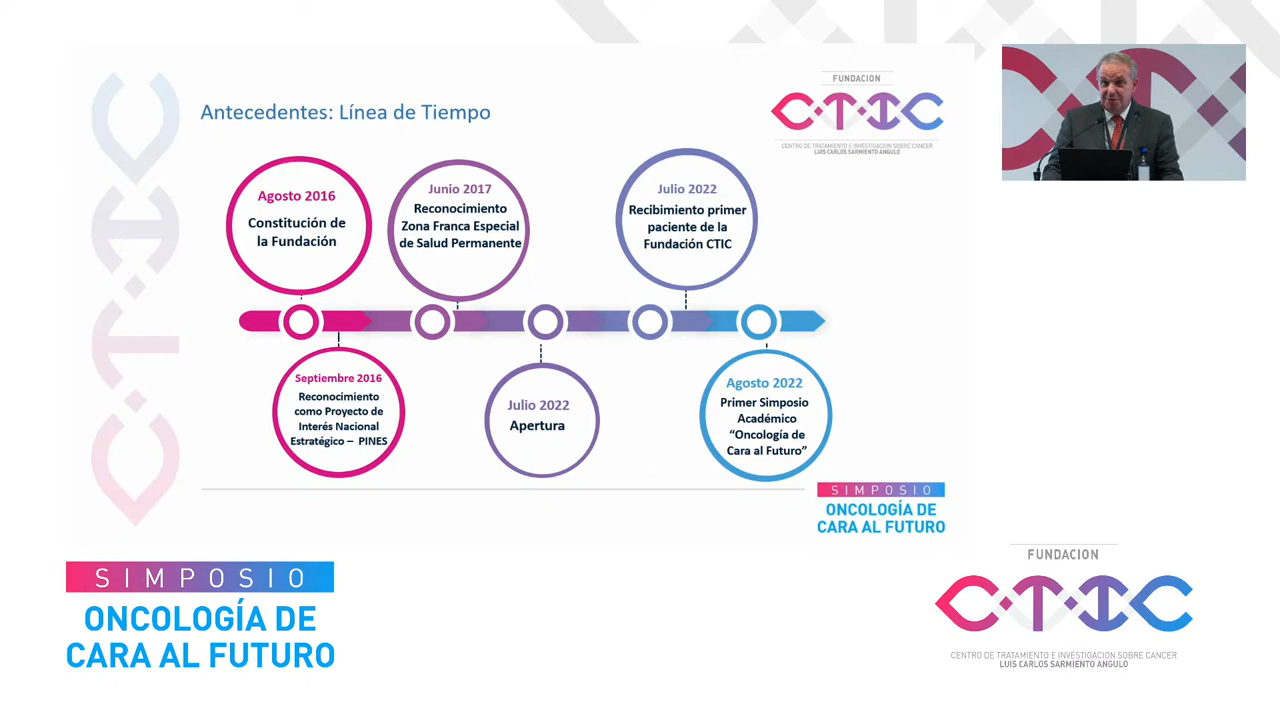 Antecedentes: Línea de Tiempo
FUNDACION
CTIC
CENTRO DE TRATAMIENTO E INVESTIGACION SOBRE CANCER
LUIS CARLOS SARMIENTO ANGULO
Agosto 2016
Constitución de
la Fundación
Junio 2017
Reconocimiento
Zona Franca Especial
de Salud Permanente
Julio 2022
Recibimiento primer
paciente de la
Fundación CTIC
Septiembre 2016
Reconocimiento
como Proyecto de
Interés Nacional
Estratégico – PINES
Julio 2022
Apertura
Agosto 2022
Primer Simposio
Académico
“Oncología de
Cara al Futuro”
SIMPOSIO
ONCOLOGÍA DE
CARA AL FUTURO
CTIC
SIMPOSIO
ONCOLOGÍA DE
CARA AL FUTURO
FUNDACION
CTIC
CENTRO DE TRATAMIENTO E INVESTIGACION SOBRE CANCER
LUIS CARLOS SARMIENTO ANGULO